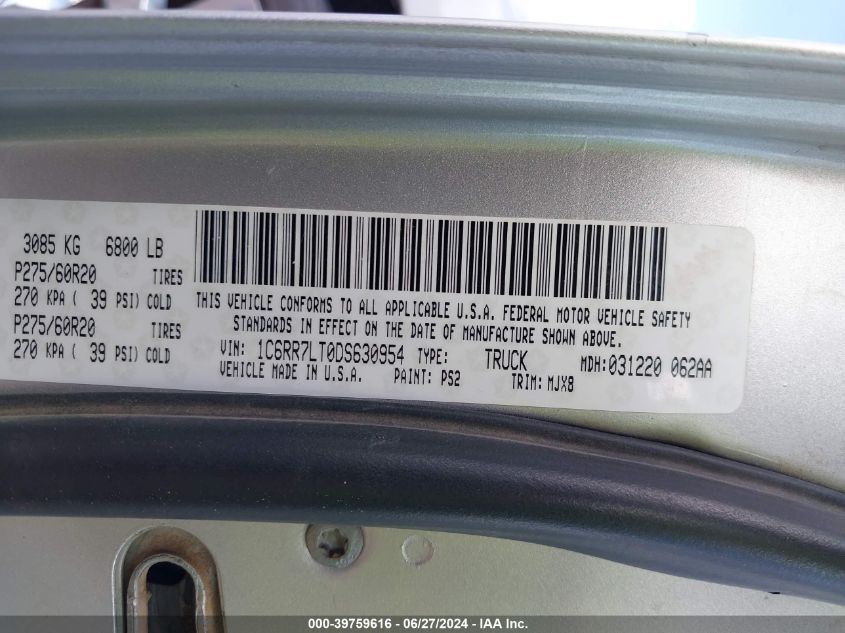 3085 KG 6800 LB
P275/60R20 TIRES
270 KPA ( 39 PSI) COLD
P275/60R20 TIRES
270 KPA ( 39 PSI) COLD
THIS VEHICLE CONFORMS TO ALL APPLICABLE U.S.A. FEDERAL MOTOR VEHICLE SAFETY
STANDARDS IN EFFECT ON THE DATE OF MANUFACTURE SHOWN ABOVE.
VIN: 1C6RR7LT0DS630954 TYPE: TRUCK MDH: 031220 062AA
VEHICLE MADE IN U.S.A. PAINT: PS2 TRIM: MJX8
000-39759616 - 06/27/2024 - IAA Inc.